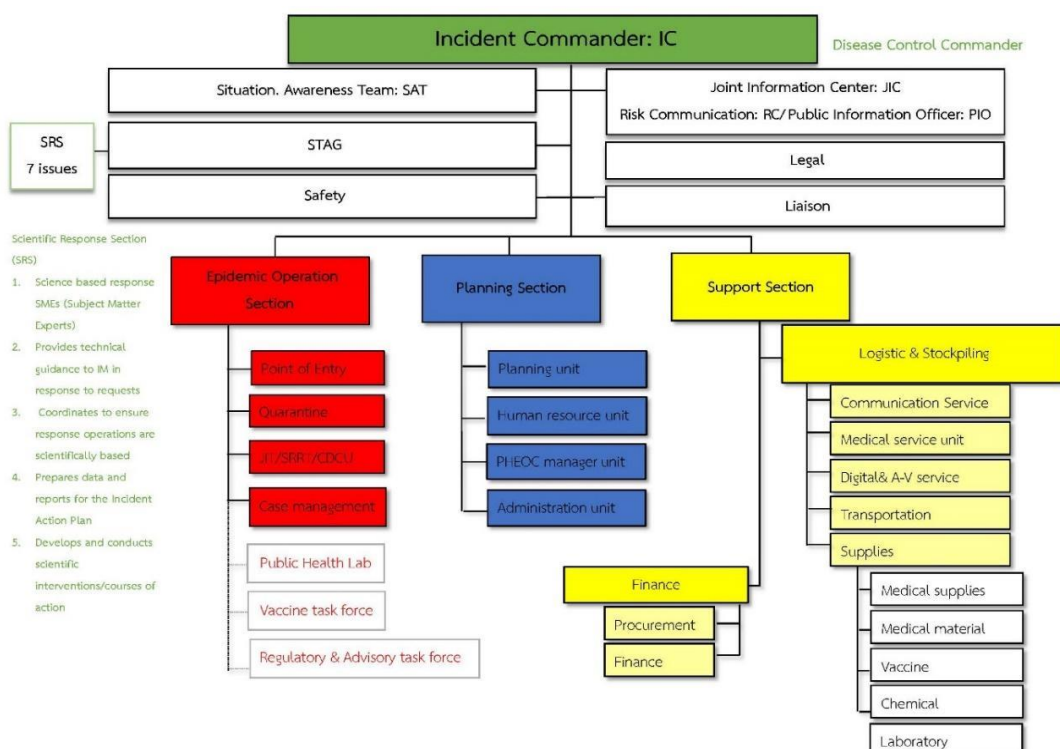 Incident Commander: IC
Disease Control Commander
Situation. Awareness Team: SAT
Joint Information Center: JIC
Risk Communication: RC/Public Information Officer: PIO
SRS
7 issues
STAG
Legal
Safety
Liaison
Scientific Response Section
(SRS)
1. Science based response
SMEs (Subject Matter
Experts)
2. Provides technical
guidance to IM in
response to requests
3. Coordinates to ensure
response operations are
scientifically based
4. Prepares data and
reports for the Incident
Action Plan
5. Develops and conducts
scientific
interventions/courses of
action
Epidemic Operation
Section
Point of Entry
Quarantine
JIT/SRRT/CDCU
Case management
Public Health Lab
Vaccine task force
Regulatory & Advisory task force
Planning Section
Planning unit
Human resource unit
PHEOC manager unit
Administration unit
Support Section
Logistic & Stockpiling
Communication Service
Medical service unit
Digital& A-V service
Transportation
Supplies
Medical supplies
Medical material
Vaccine
Chemical
Laboratory
Finance
Procurement
Finance